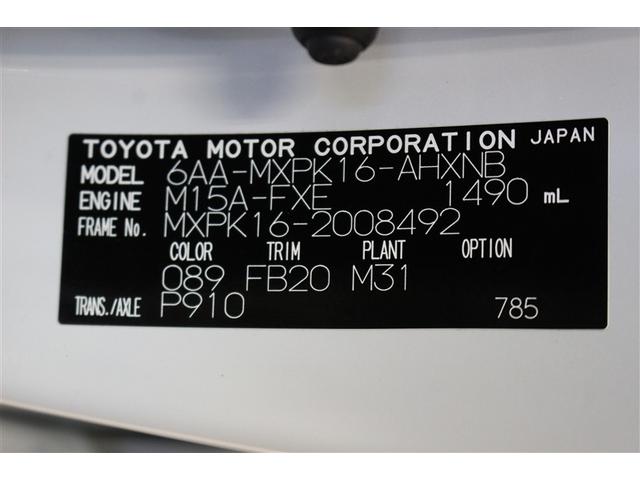 TOYOTA MOTOR CORPORATION JAPAN
MODEL 6AA-MXPK16-AHXNB
ENGINE M15A-FXE 1490 mL
FRAME No. MXPK16-2008492
COLOR TRIM PLANT OPTION
089 FB20 M31
TRANS./AXLE P910 785